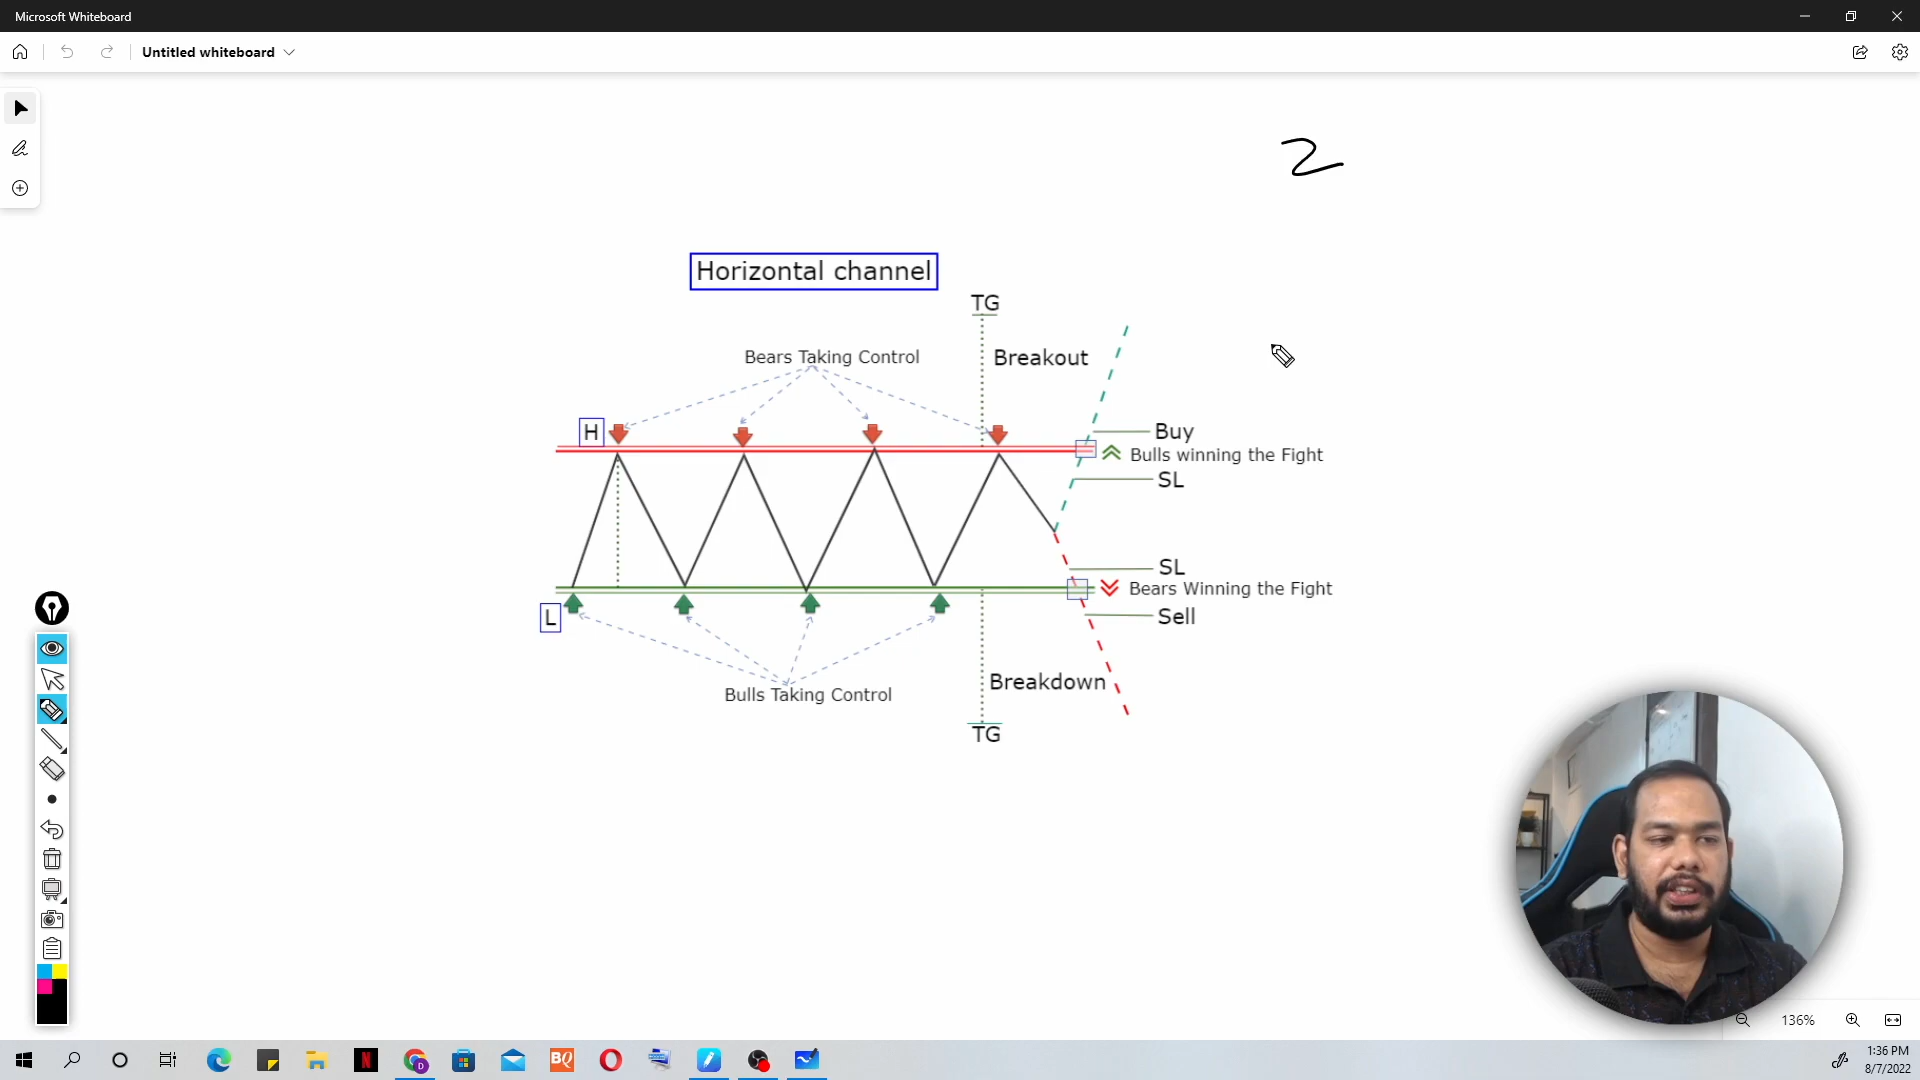 Microsoft Whiteboard
Untitled whiteboard
2
Horizontal channel
TG
Bears Taking Control
Breakout
H
Buy
Bulls winning the Fight
SL
SL
Bears Winning the Fight
L
Sell
Breakdown
Bulls Taking Control
TG
136%
N
D
BQ
1:36 PM
8/7/2022